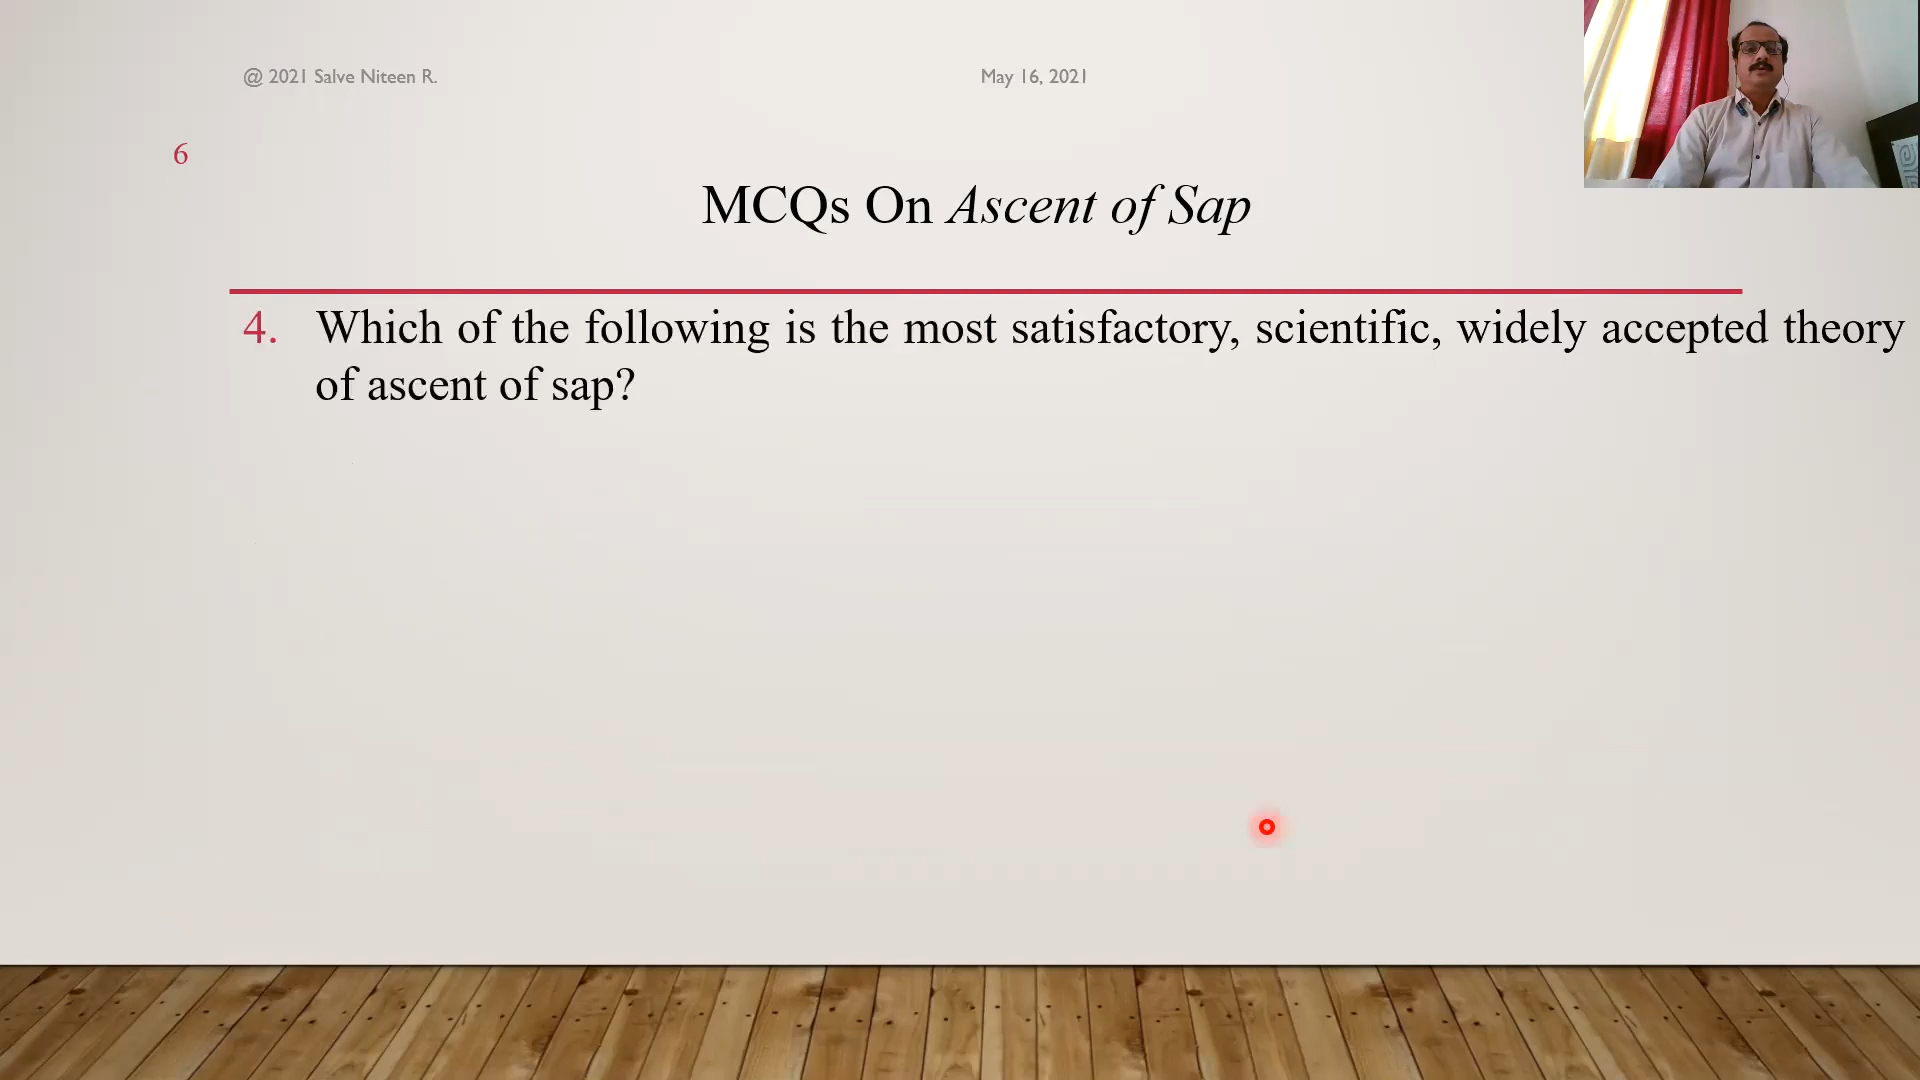 @ 2021 Salve Niteen R.
May 16, 2021
6
MCQs On Ascent of Sap
4. Which of the following is the most satisfactory, scientific, widely accepted theory
of ascent of sap?